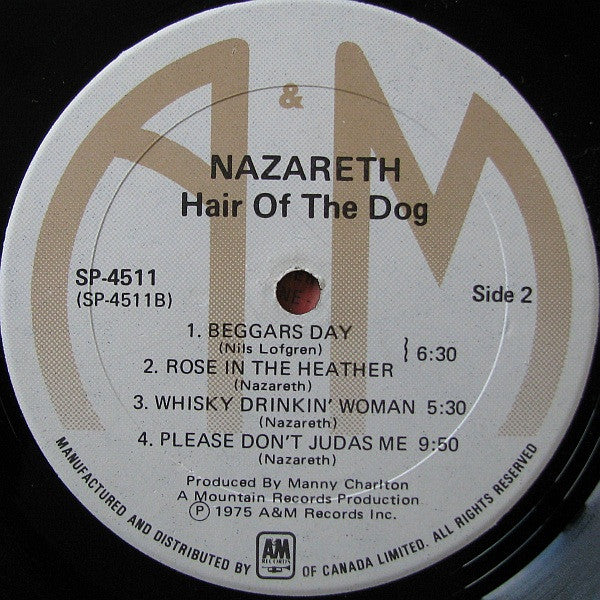 &
NAZARETH
Hair Of The Dog
SP-4511
(SP-4511B)
Side 2
1. BEGGARS DAY
(Nils Lofgren)
2. ROSE IN THE HEATHER
(Nazareth)
} 6:30
3. WHISKY DRINKIN' WOMAN 5:30
(Nazareth)
4. PLEASE DON'T JUDAS ME 9:50
(Nazareth)
Produced By Manny Charlton
A Mountain Records Production
Ⓟ 1975 A&M Records Inc.
MANUFACTURED AND DISTRIBUTED BY A&M RECORDS OF CANADA LIMITED. ALL RIGHTS RESERVED